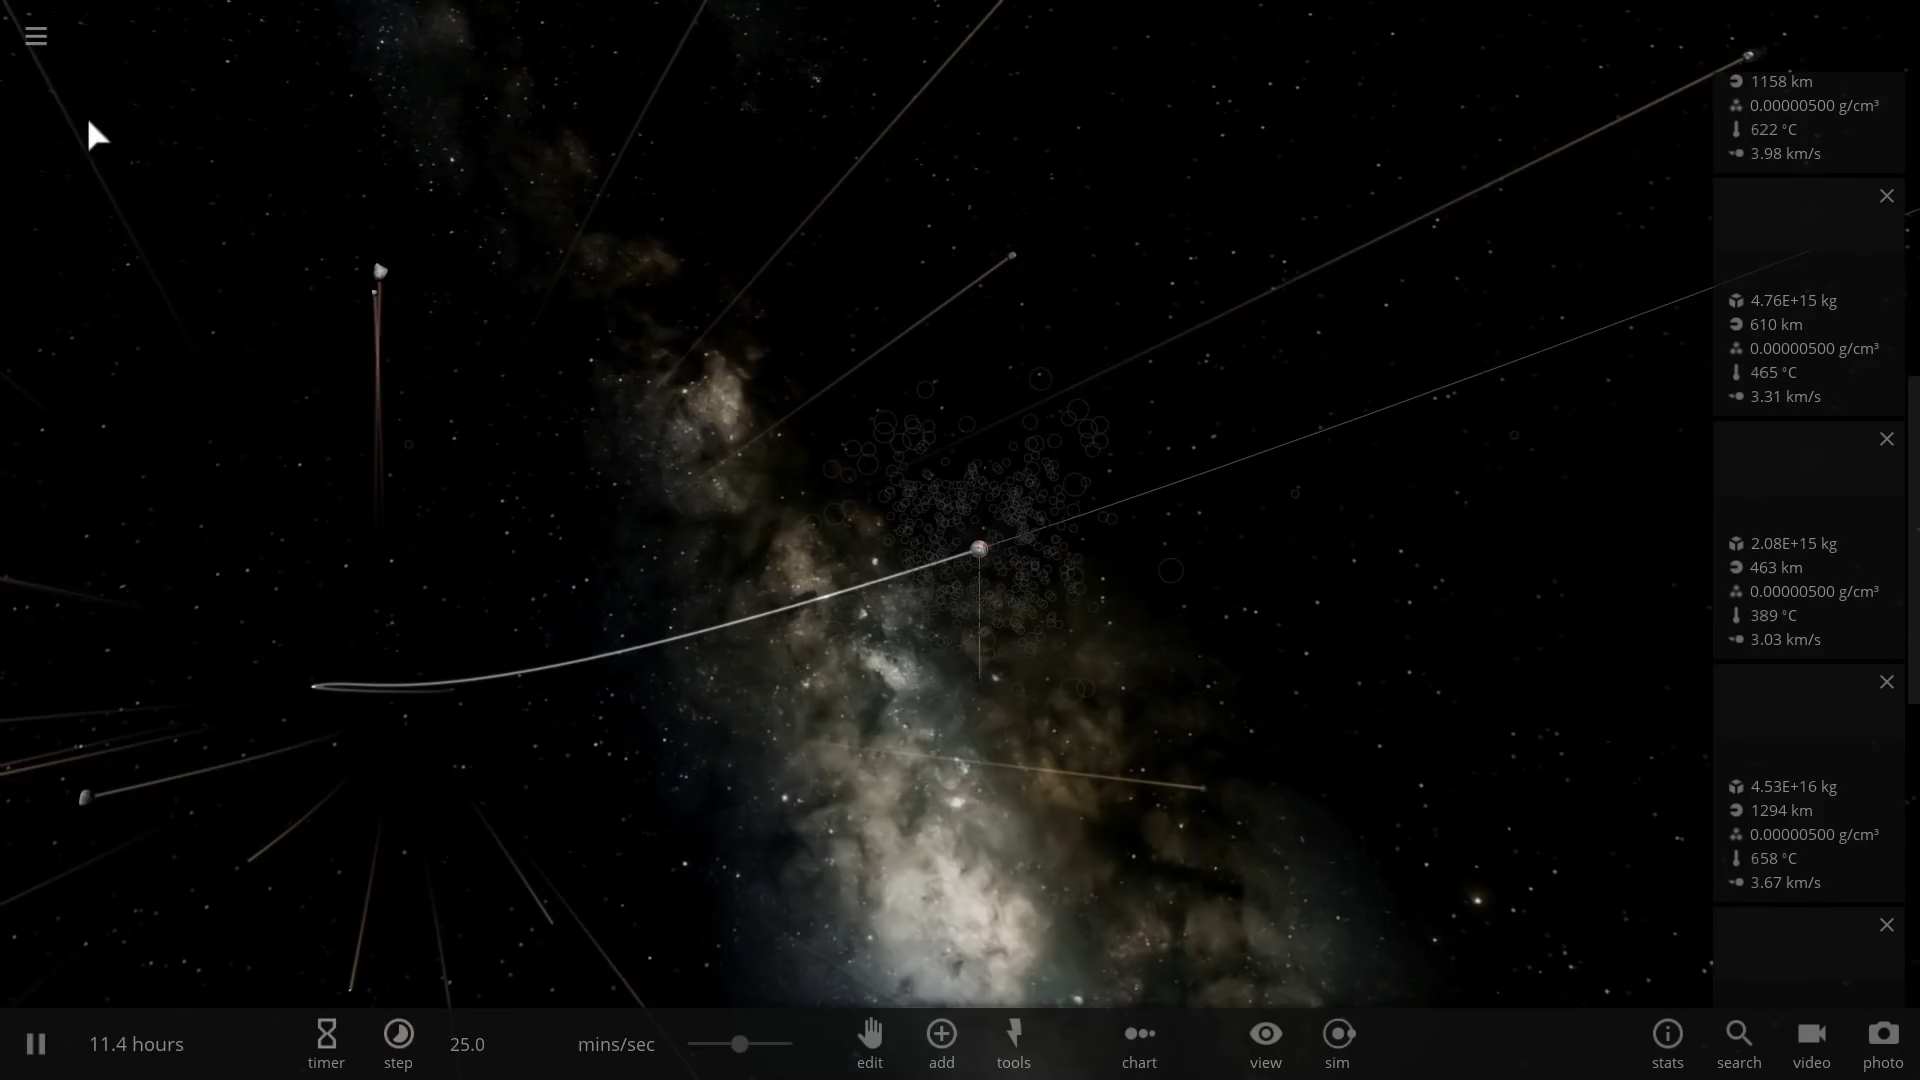 1158 km
0.00000500 g/cm³
622 °C
3.98 km/s
4.76E+15 kg
610 km
0.00000500 g/cm³
465 °C
3.31 km/s
2.08E+15 kg
463 km
0.00000500 g/cm³
389 °C
3.03 km/s
4.53E+16 kg
1294 km
0.00000500 g/cm³
658 °C
3.67 km/s
11.4 hours
timer
step
25.0
mins/sec
edit
add
tools
chart
view
sim
stats
search
video
photo